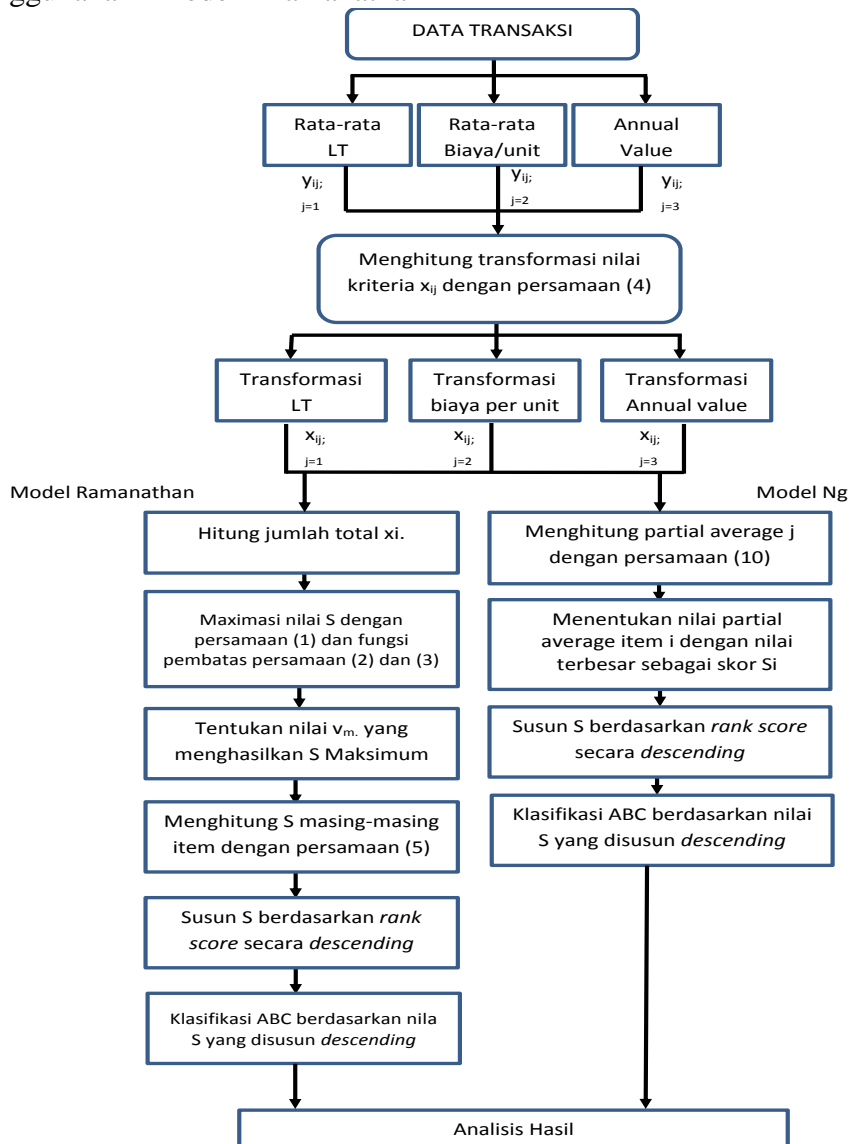 DATA TRANSAKSI
Rata-rata
LT
Rata-rata
Biaya/unit
Annual
Value
yij;
j=1
yij;
j=2
yij;
j=3
Menghitung transformasi nilai
kriteria xij dengan persamaan (4)
Transformasi
LT
Transformasi
biaya per unit
Transformasi
Annual value
xij;
j=1
xij;
j=2
xij;
j=3
Model Ramanathan
Model Ng
Hitung jumlah total xi.
Maximasi nilai S dengan
persamaan (1) dan fungsi
pembatas persamaan (2) dan (3)
Tentukan nilai vm. yang
menghasilkan S Maksimum
Menghitung S masing-masing
item dengan persamaan (5)
Susun S berdasarkan rank
score secara descending
Klasifikasi ABC berdasarkan nila
S yang disusun descending
Menghitung partial average j
dengan persamaan (10)
Menentukan nilai partial
average item i dengan nilai
terbesar sebagai skor Si
Susun S berdasarkan rank score
secara descending
Klasifikasi ABC berdasarkan nilai
S yang disusun descending
Analisis Hasil